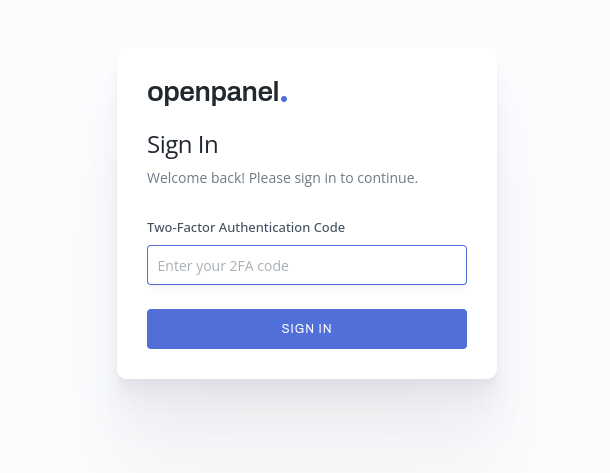 openpanel.
Sign In
Welcome back! Please sign in to continue.
Two-Factor Authentication Code
Enter your 2FA code
SIGN IN